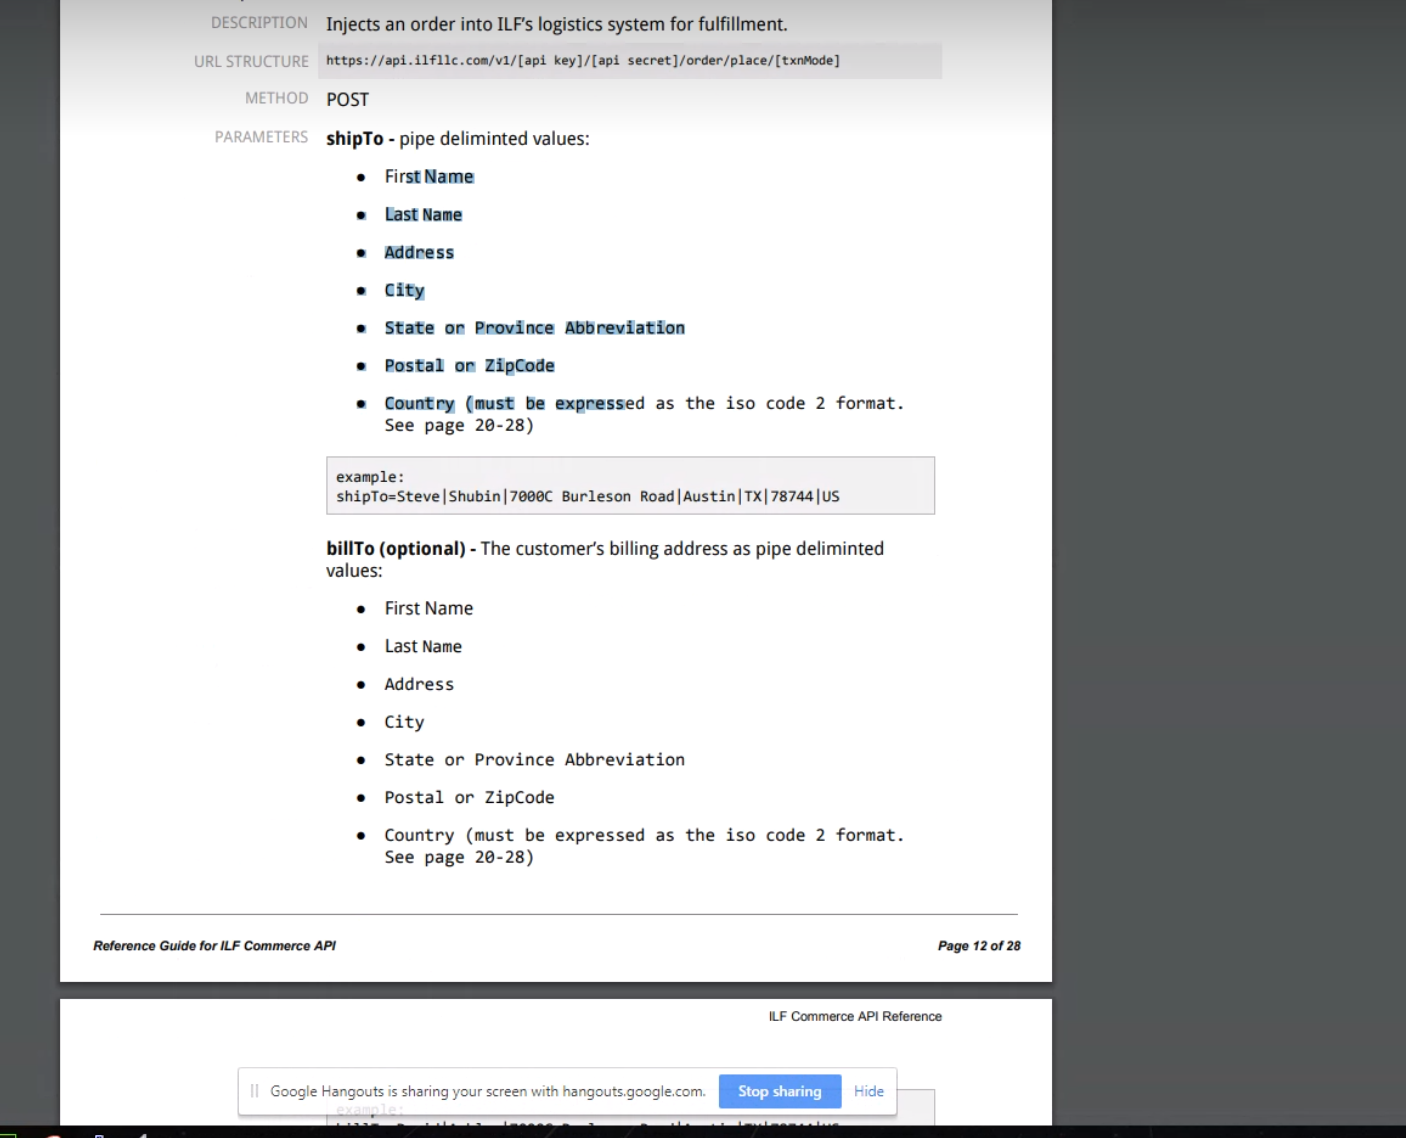 DESCRIPTION Injects an order into ILF's logistics system for fulfillment.
URL STRUCTURE https://api.ilfllc.com/v1/[api key]/[api secret]/order/place/[txnMode]
METHOD POST
PARAMETERS shipTo - pipe deliminted values:
● First Name
● Last Name
● Address
● City
● State or Province Abbreviation
● Postal or ZipCode
● Country (must be expressed as the iso code 2 format.
See page 20-28)
example:
shipTo=Steve|Shubin|7000C Burleson Road|Austin|TX|78744|US
billTo (optional) - The customer's billing address as pipe deliminted
values:
● First Name
● Last Name
● Address
● City
● State or Province Abbreviation
● Postal or ZipCode
● Country (must be expressed as the iso code 2 format.
See page 20-28)
Reference Guide for ILF Commerce API Page 12 of 28
ILF Commerce API Reference
Google Hangouts is sharing your screen with hangouts.google.com. Stop sharing Hide
example: